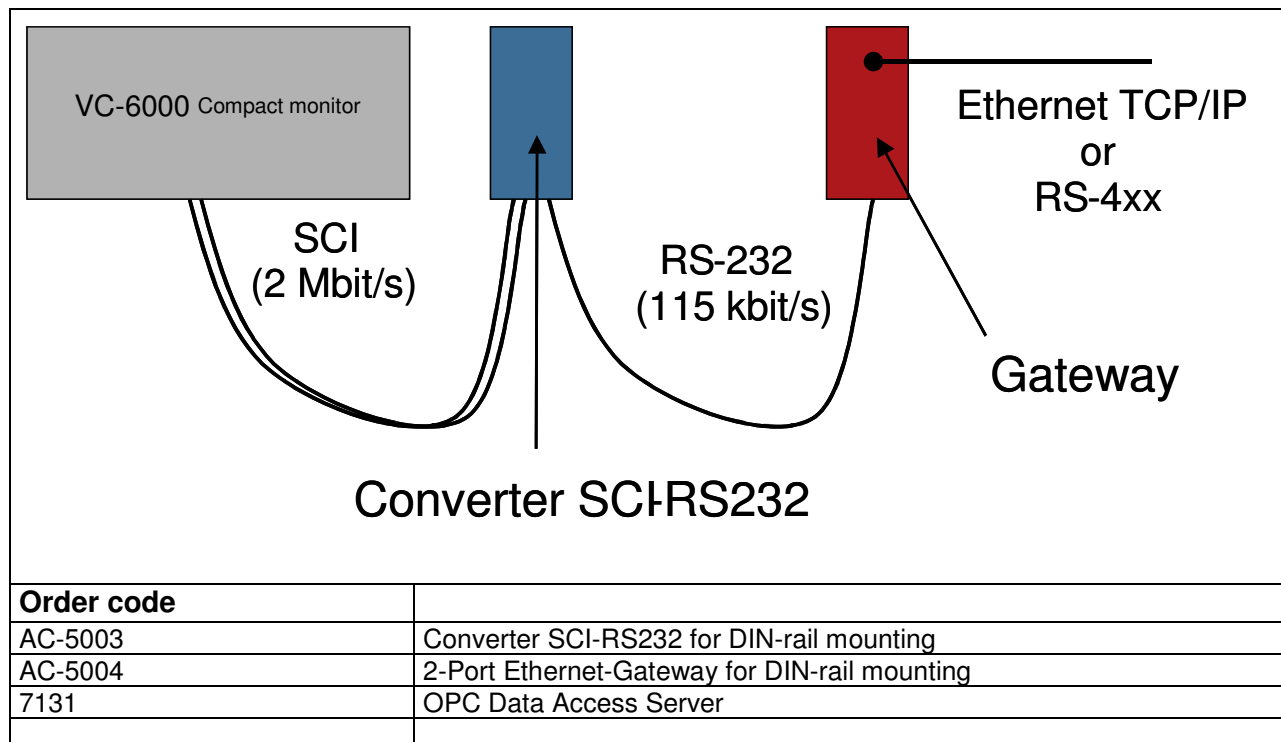 VC-6000 Compact monitor
SCI
(2 Mbit/s)
RS-232
(115 kbit/s)
Ethernet TCP/IP
or
RS-4xx
Gateway
Converter SCI-RS232
Order code
AC-5003 Converter SCI-RS232 for DIN-rail mounting
AC-5004 2-Port Ethernet-Gateway for DIN-rail mounting
7131 OPC Data Access Server